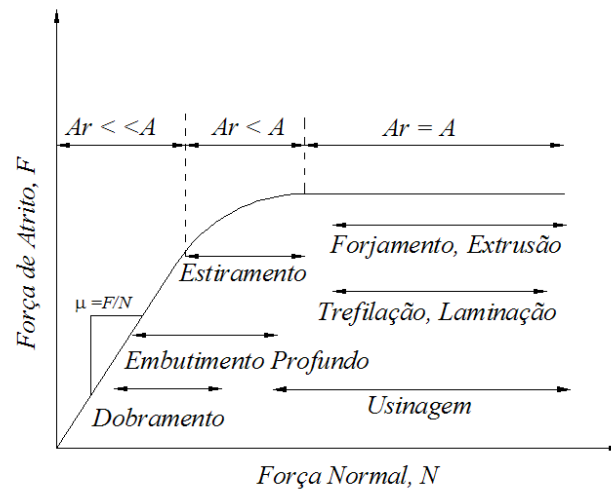 Ar < <A
Ar < A
Ar = A
Força de Atrito, F
Forjamento, Extrusão
Estiramento
μ =F/N
Trefilação, Laminação
Embutimento Profundo
Dobramento
Usinagem
Força Normal, N